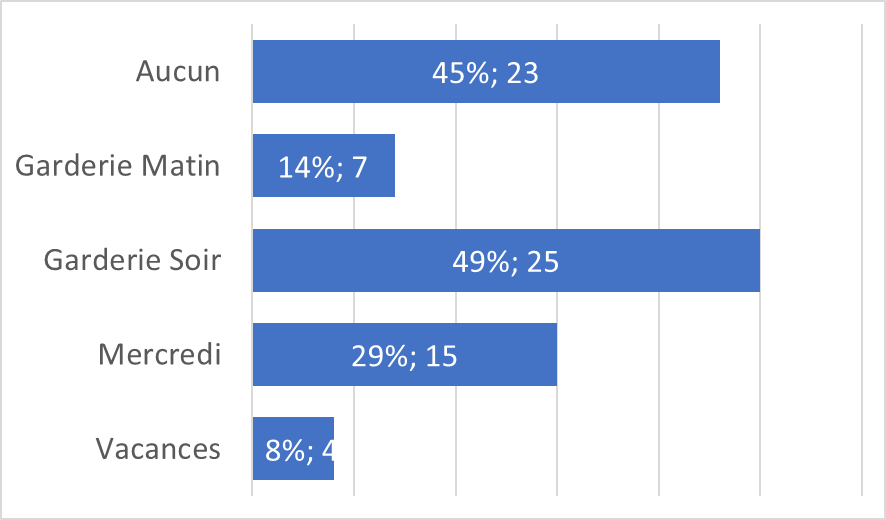 Aucun 45%; 23
Garderie Matin 14%; 7
Garderie Soir 49%; 25
Mercredi 29%; 15
Vacances 8%; 4